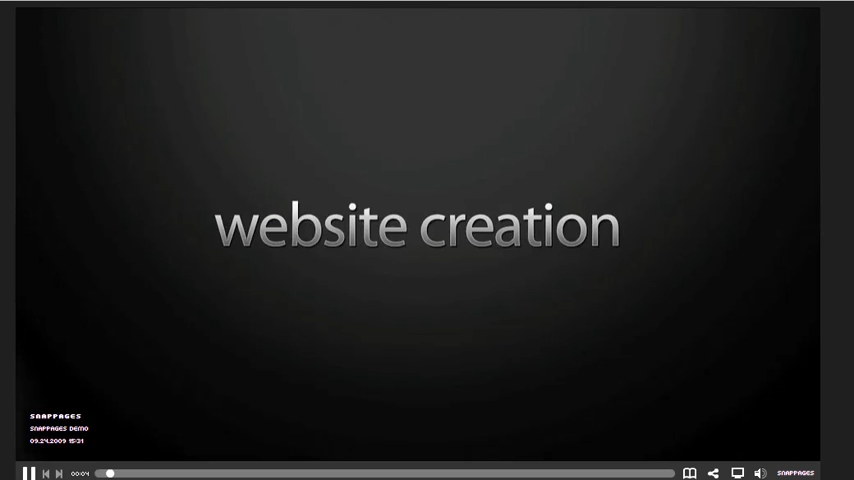 website creation
SNAPPAGES
SNAPPAGES DEMO
09.24.2009 15:31
00:04
SNAPPAGES